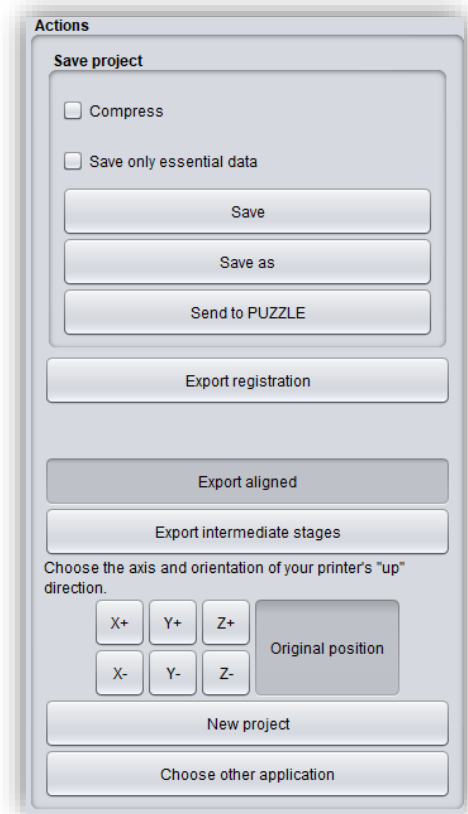 Actions
Save project
Compress
Save only essential data
Save
Save as
Send to PUZZLE
Export registration
Export aligned
Export intermediate stages
Choose the axis and orientation of your printer's "up"
direction.
X+ Y+ Z+
Original position
X- Y- Z-
New project
Choose other application